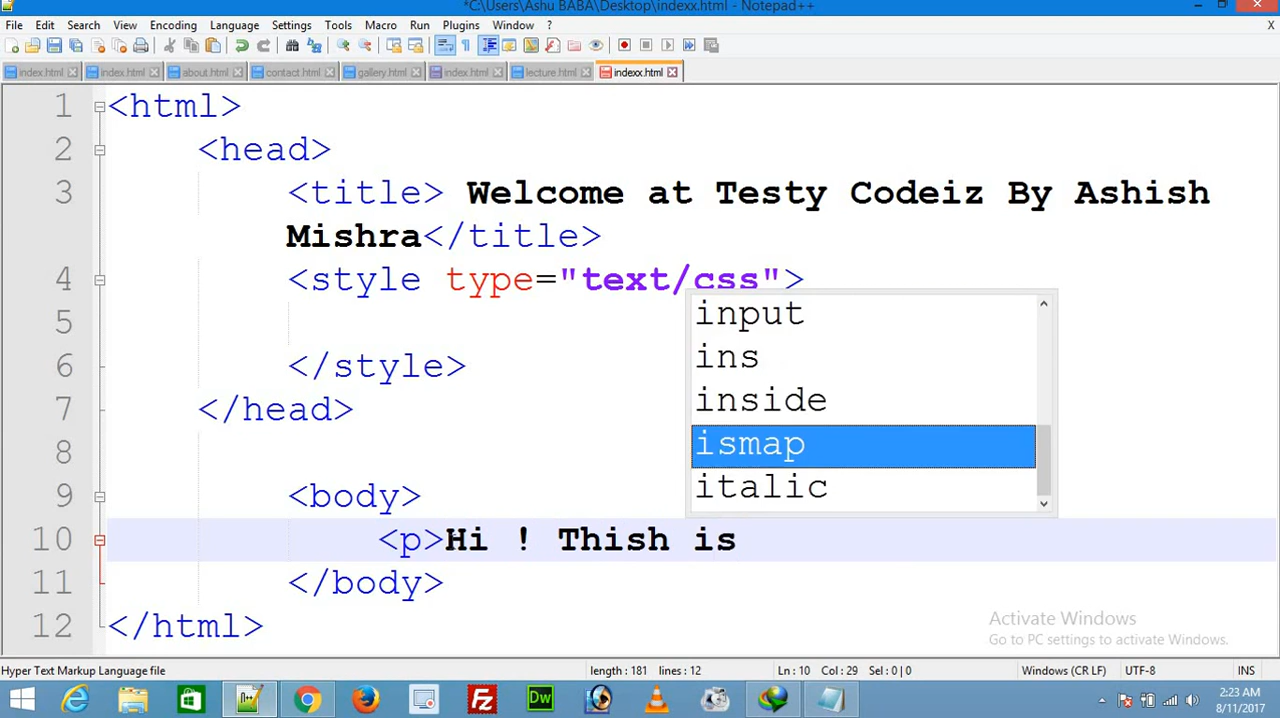 *C:\Users\Ashu BABA\Desktop\indexx.html - Notepad++
File Edit Search View Encoding Language Settings Tools Macro Run Plugins Window ? X
index.html index.html about.html contact.html gallery.html index.html lecture.html indexx.html
1 <html>
2 <head>
3 <title> Welcome at Testy Codeiz By Ashish
Mishra</title>
4 <style type="text/css">
input
5
ins
6 </style>
inside
7 </head>
8
ismap
9 <body>
italic
10 <p>Hi ! Thish is
11 </body>
12 </html>
Activate Windows
Go to PC settings to activate Windows.
Hyper Text Markup Language file length : 181 lines : 12 Ln : 10 Col : 29 Sel : 0 | 0 Windows (CR LF) UTF-8 INS
Dw
2:23 AM
8/11/2017